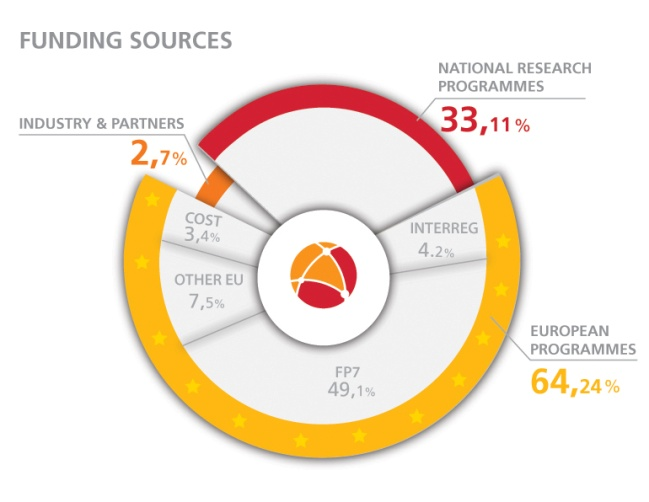 FUNDING SOURCES
NATIONAL RESEARCH
PROGRAMMES
33,11%
INDUSTRY & PARTNERS
2,7%
COST
3,4%
INTERREG
4.2%
OTHER EU
7,5%
EUROPEAN
PROGRAMMES
64,24%
FP7
49,1%